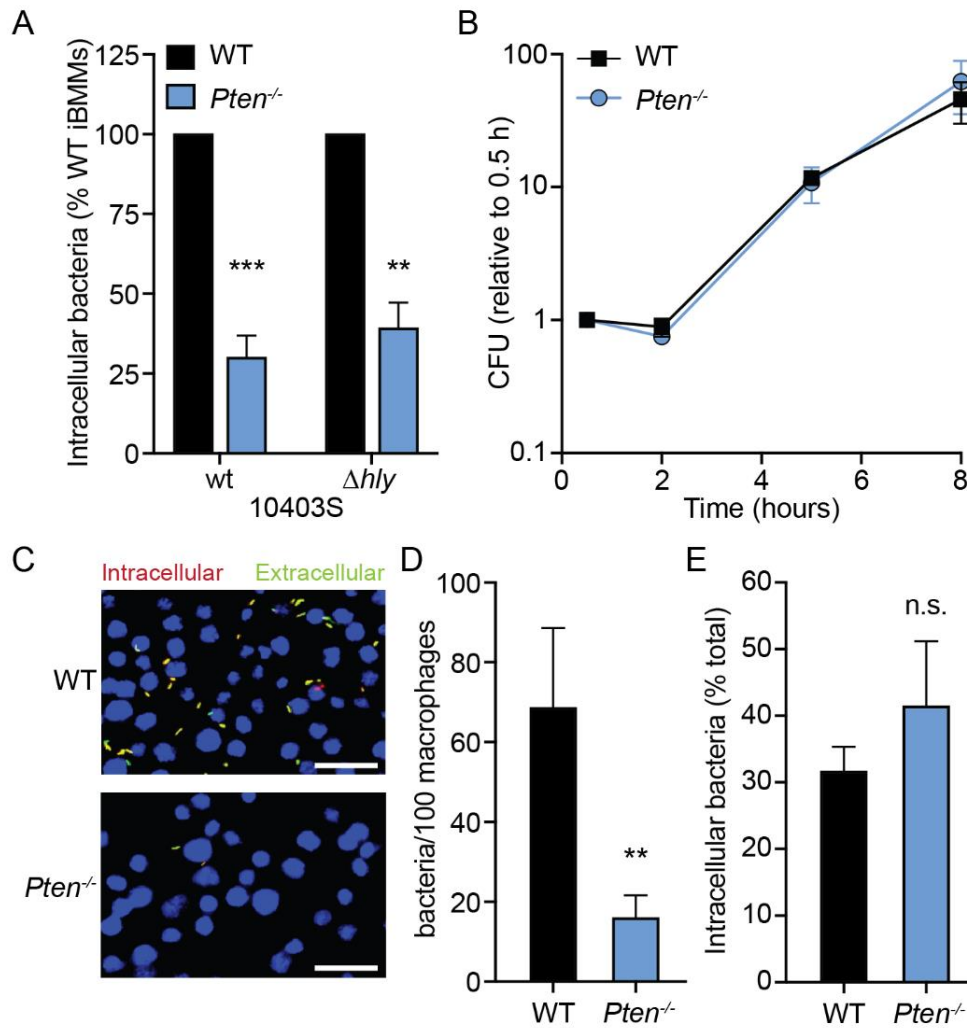 A
Intracellular bacteria (% WT iBMMs)
125
100
75
50
25
0
WT
Pten-/-
***
**
wt
Δhly
10403S
B
CFU (relative to 0.5 h)
100
10
1
0.1
WT
Pten-/-
0
2
4
6
8
Time (hours)
C
Intracellular
Extracellular
WT
Pten-/-
D
bacteria/100 macrophages
100
80
60
40
20
0
**
WT
Pten-/-
E
Intracellular bacteria (% total)
60
50
40
30
20
10
0
n.s.
WT
Pten-/-